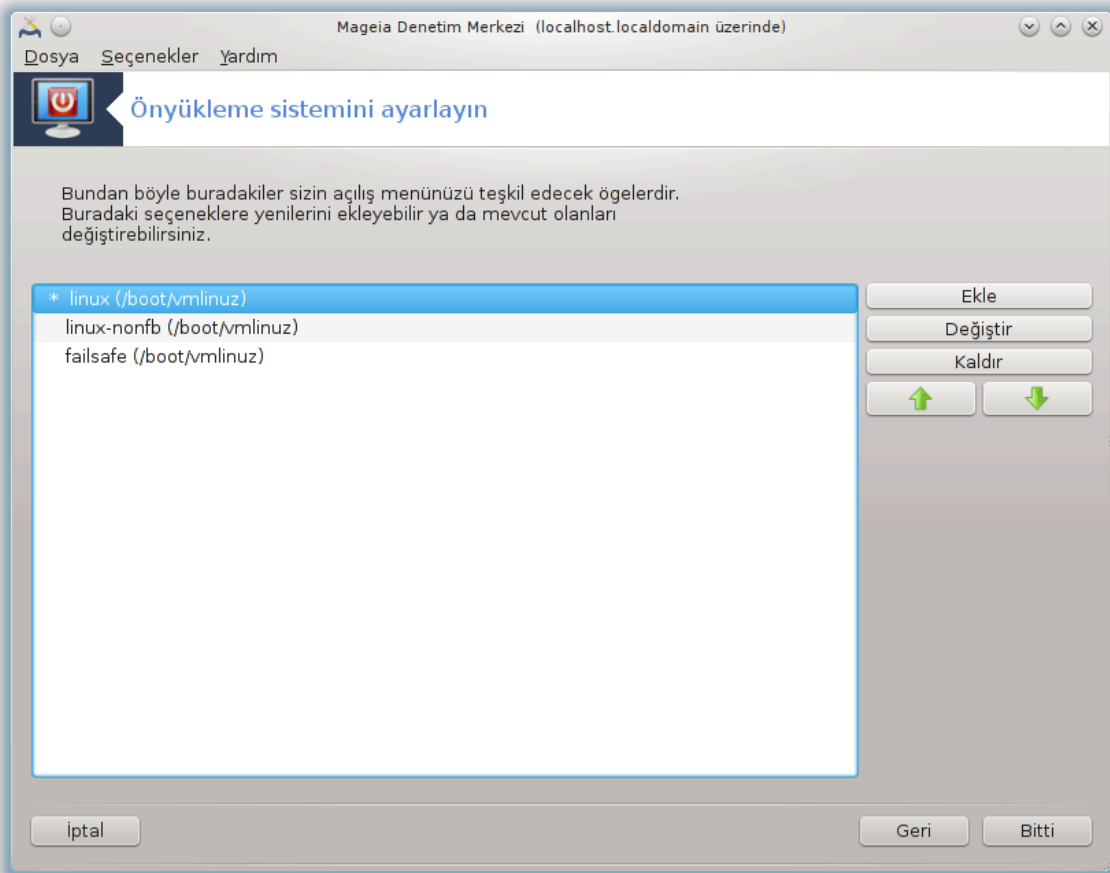 Mageia Denetim Merkezi (localhost.localdomain üzerinde)
Dosya Seçenekler Yardım
Önyükleme sistemini ayarlayın
Bundan böyle buradakiler sizin açılış menünüzü teşkil edecek ögelerdir.
Buradaki seçeneklere yenilerini ekleyebilir ya da mevcut olanları
değiştirebilirsiniz.
* linux (/boot/vmlinuz)
linux-nonfb (/boot/vmlinuz)
failsafe (/boot/vmlinuz)
Ekle
Değiştir
Kaldır
İptal
Geri
Bitti